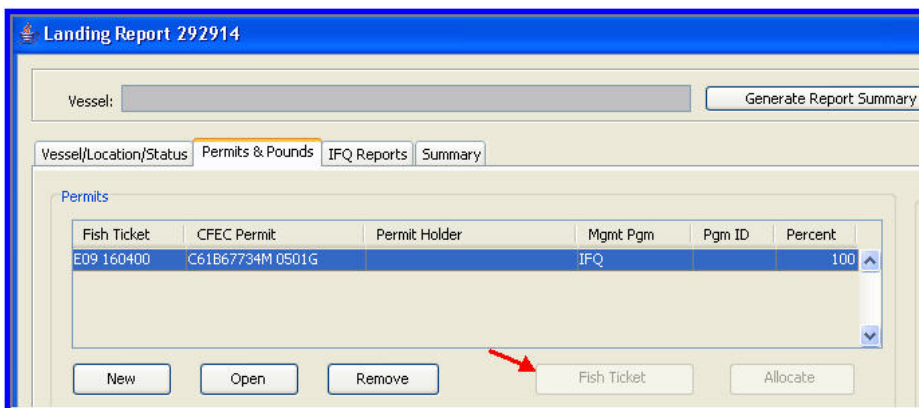 Landing Report 292914
Vessel: Generate Report Summary
Vessel/Location/Status Permits & Pounds IFQ Reports Summary
Permits
Fish Ticket CFEC Permit Permit Holder Mgmt Pgm Pgm ID Percent
E09 160400 C61B67734M 0501G IFQ 100
New Open Remove Fish Ticket Allocate